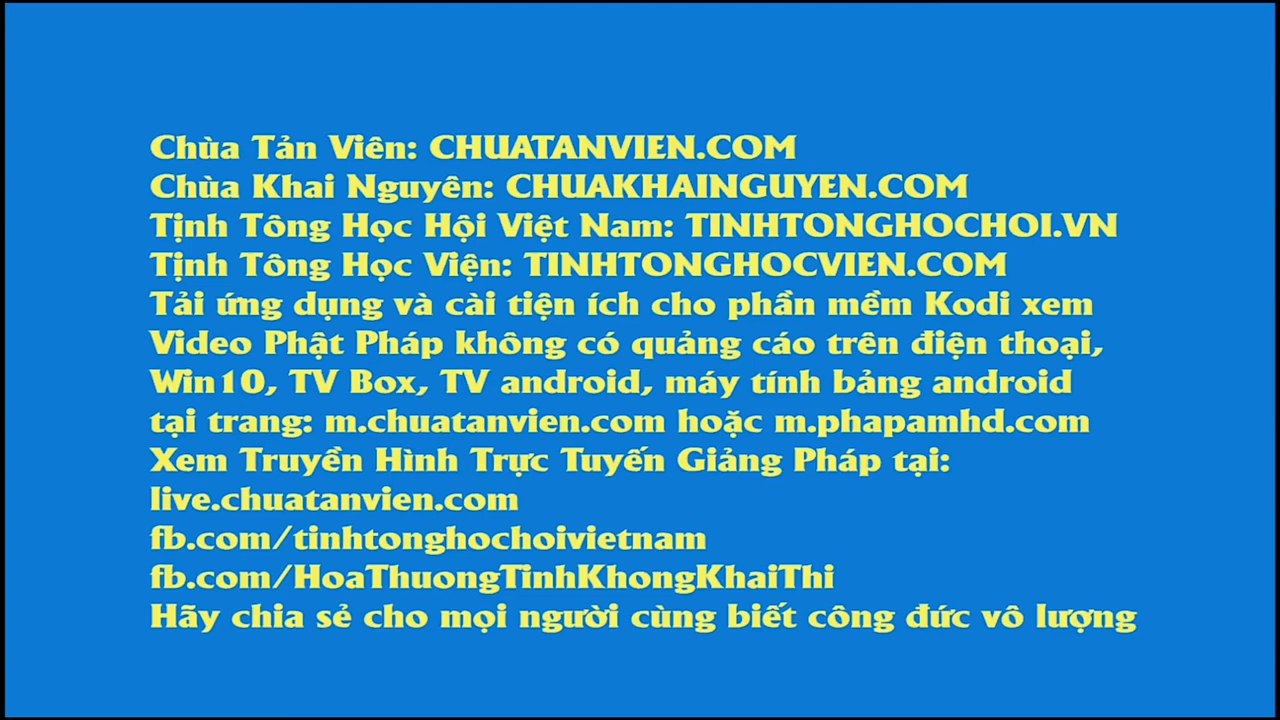 Chùa Tản Viên: CHUATANVIEN.COM
Chùa Khai Nguyên: CHUAKHAINGUYEN.COM
Tịnh Tông Học Hội Việt Nam: TINHTONGHOCHOI.VN
Tịnh Tông Học Viện: TINHTONGHOCVIEN.COM
Tải ứng dụng và cài tiện ích cho phần mềm Kodi xem
Video Phật Pháp không có quảng cáo trên điện thoại,
Win10, TV Box, TV android, máy tính bảng android
tại trang: m.chuatanvien.com hoặc m.phapamhd.com
Xem Truyền Hình Trực Tuyến Giảng Pháp tại:
live.chuatanvien.com
fb.com/tinhtonghochoivietnam
fb.com/HoaThuongTinhKhongKhaiThi
Hãy chia sẻ cho mọi người cùng biết công đức vô lượng